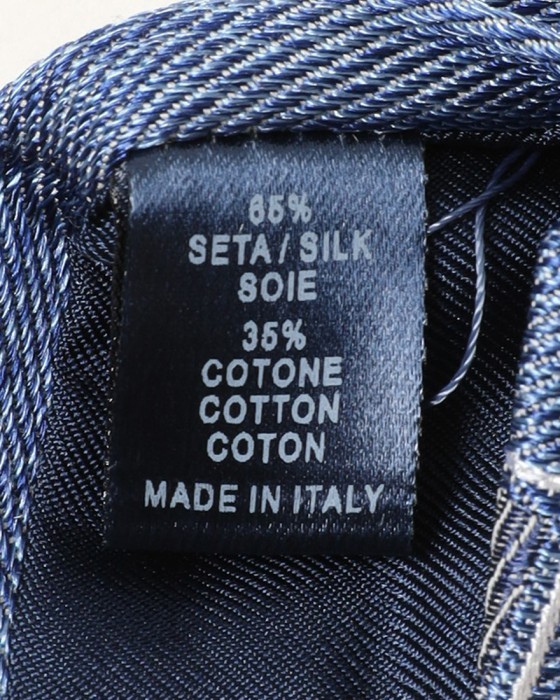 65%
SETA / SILK
SOIE
35%
COTONE
COTTON
COTON
MADE IN ITALY